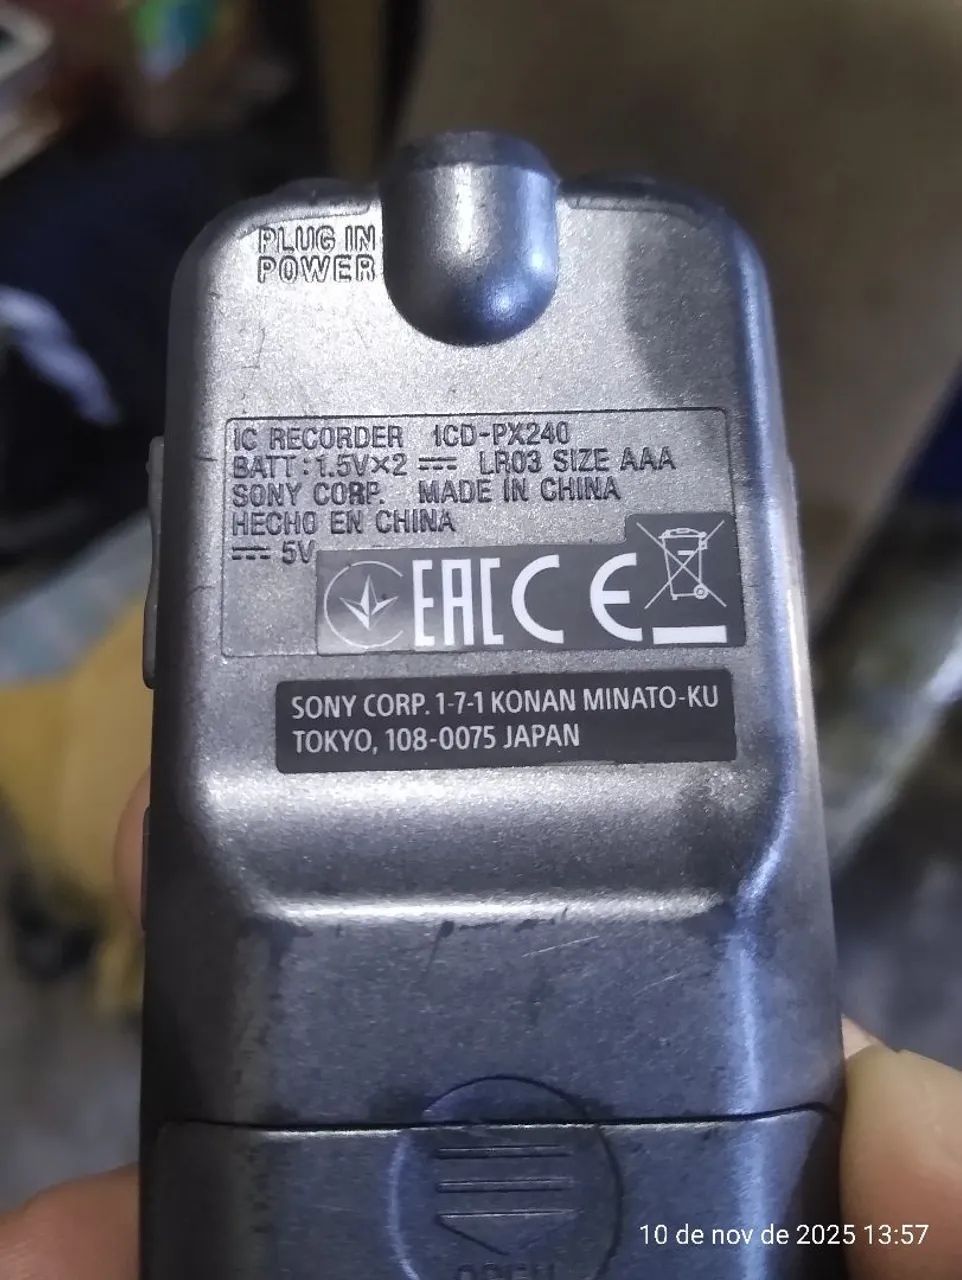 PLUG IN
POWER
IC RECORDER ICD-PX240
BATT:1.5V×2 ⎓ LR03 SIZE AAA
SONY CORP. MADE IN CHINA
HECHO EN CHINA
⎓ 5V
EAC CE
SONY CORP. 1-7-1 KONAN MINATO-KU
TOKYO, 108-0075 JAPAN
OPEN
10 de nov de 2025 13:57